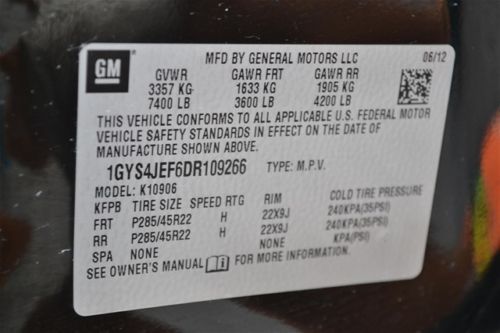 GM
MFD BY GENERAL MOTORS LLC 06/12
GVWR GAWR FRT GAWR RR
3357 KG 1633 KG 1905 KG
7400 LB 3600 LB 4200 LB
THIS VEHICLE CONFORMS TO ALL APPLICABLE U.S. FEDERAL MOTOR
VEHICLE SAFETY STANDARDS IN EFFECT ON THE DATE OF
MANUFACTURE SHOWN ABOVE.
1GYS4JEF6DR109266 TYPE: M.P.V.
MODEL: K10906
KFPB TIRE SIZE SPEED RTG RIM COLD TIRE PRESSURE
FRT P285/45R22 H 22X9J 240KPA(35PSI)
RR P285/45R22 H 22X9J 240KPA(35PSI)
SPA NONE NONE KPA(PSI)
SEE OWNER'S MANUAL FOR MORE INFORMATION.